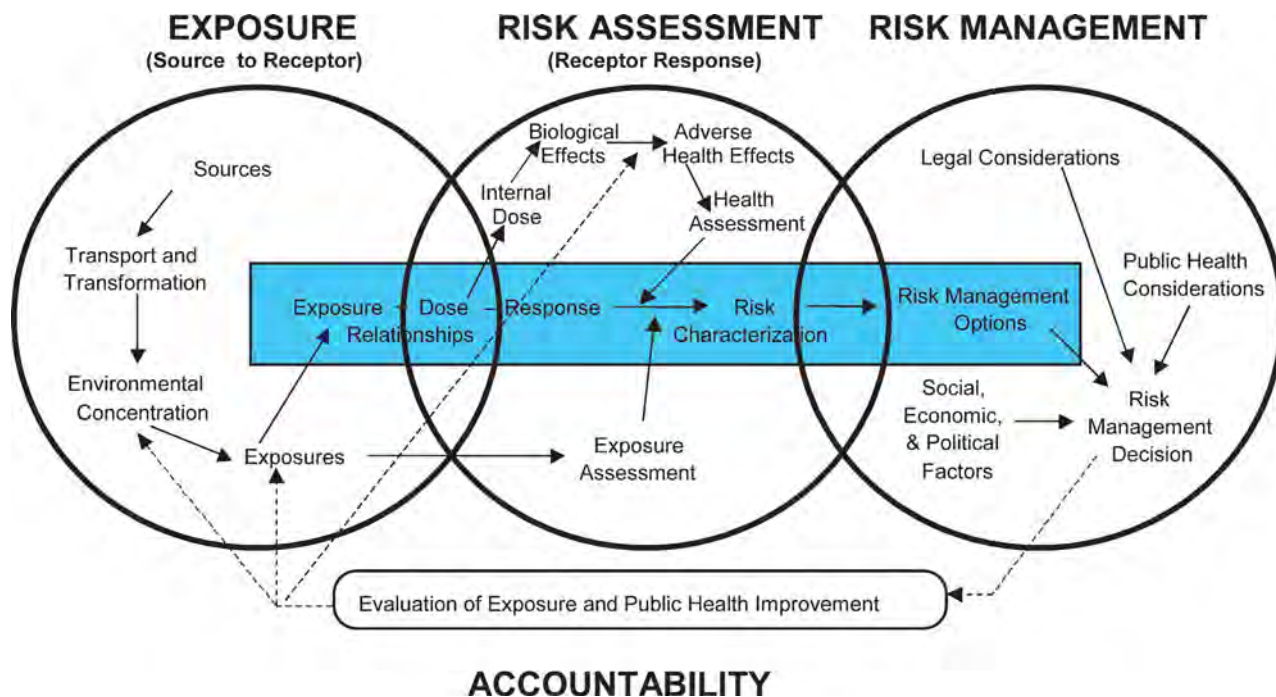 EXPOSURE
(Source to Receptor)
RISK ASSESSMENT
(Receptor Response)
RISK MANAGEMENT
Sources
Transport and
Transformation
Environmental
Concentration
Exposures
Exposure - Dose - Response
Relationships
Internal
Dose
Biological
Effects
Adverse
Health Effects
Health
Assessment
Risk
Characterization
Exposure
Assessment
Legal Considerations
Public Health
Considerations
Risk Management
Options
Social,
Economic,
& Political
Factors
Risk
Management
Decision
Evaluation of Exposure and Public Health Improvement
ACCOUNTABILITY